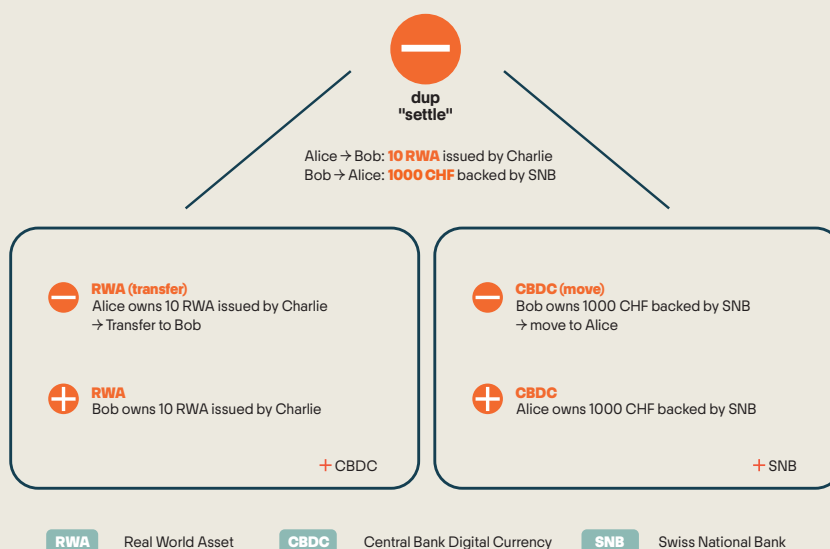 dup
"settle"
Alice → Bob: 10 RWA issued by Charlie
Bob → Alice: 1000 CHF backed by SNB
RWA (transfer)
Alice owns 10 RWA issued by Charlie
→ Transfer to Bob
RWA
Bob owns 10 RWA issued by Charlie
+ CBDC
CBDC (move)
Bob owns 1000 CHF backed by SNB
→ move to Alice
CBDC
Alice owns 1000 CHF backed by SNB
+ SNB
RWA Real World Asset CBDC Central Bank Digital Currency SNB Swiss National Bank